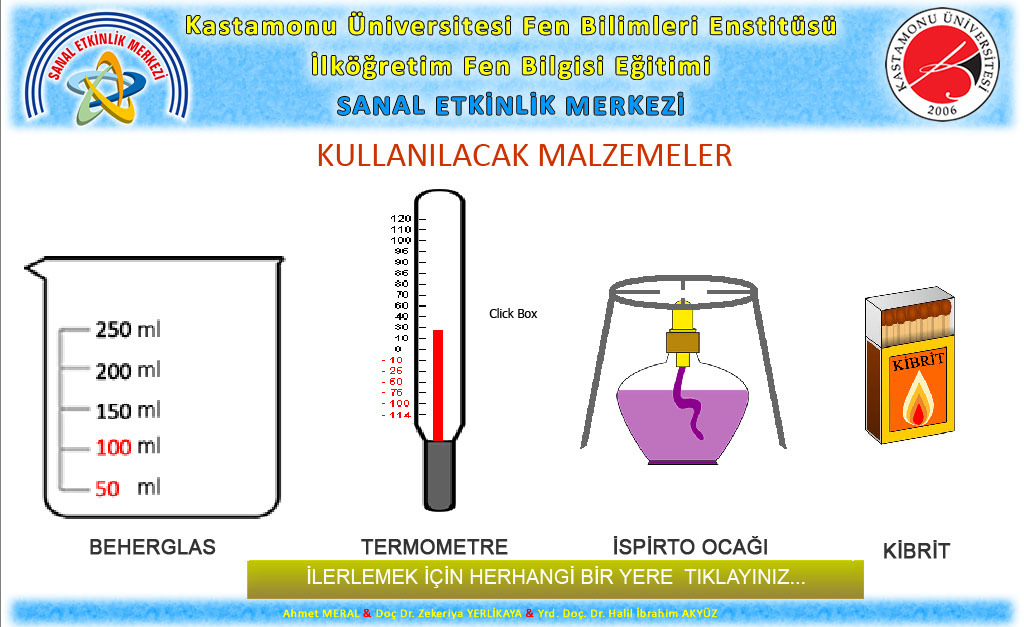 Kastamonu Üniversitesi Fen Bilimleri Enstitüsü
İlköğretim Fen Bilgisi Eğitimi
SANAL ETKİNLİK MERKEZİ
SANAL ETKİNLİK MERKEZİ
KASTAMONU ÜNİVERSİTESİ
2006
KULLANILACAK MALZEMELER
250 ml
200 ml
150 ml
100 ml
50 ml
120
110
100
96
90
86
80
70
60
40
30
10
0
- 10
- 25
- 50
- 75
- 100
- 114
Click Box
KİBRİT
BEHERGLAS
TERMOMETRE
İSPİRTO OCAĞI
KİBRİT
İLERLEMEK İÇİN HERHANGİ BİR YERE TIKLAYINIZ...
Ahmet MERAL & Doç Dr. Zekeriya YERLİKAYA & Yrd. Doç. Dr. Halil İbrahim AKYÜZ